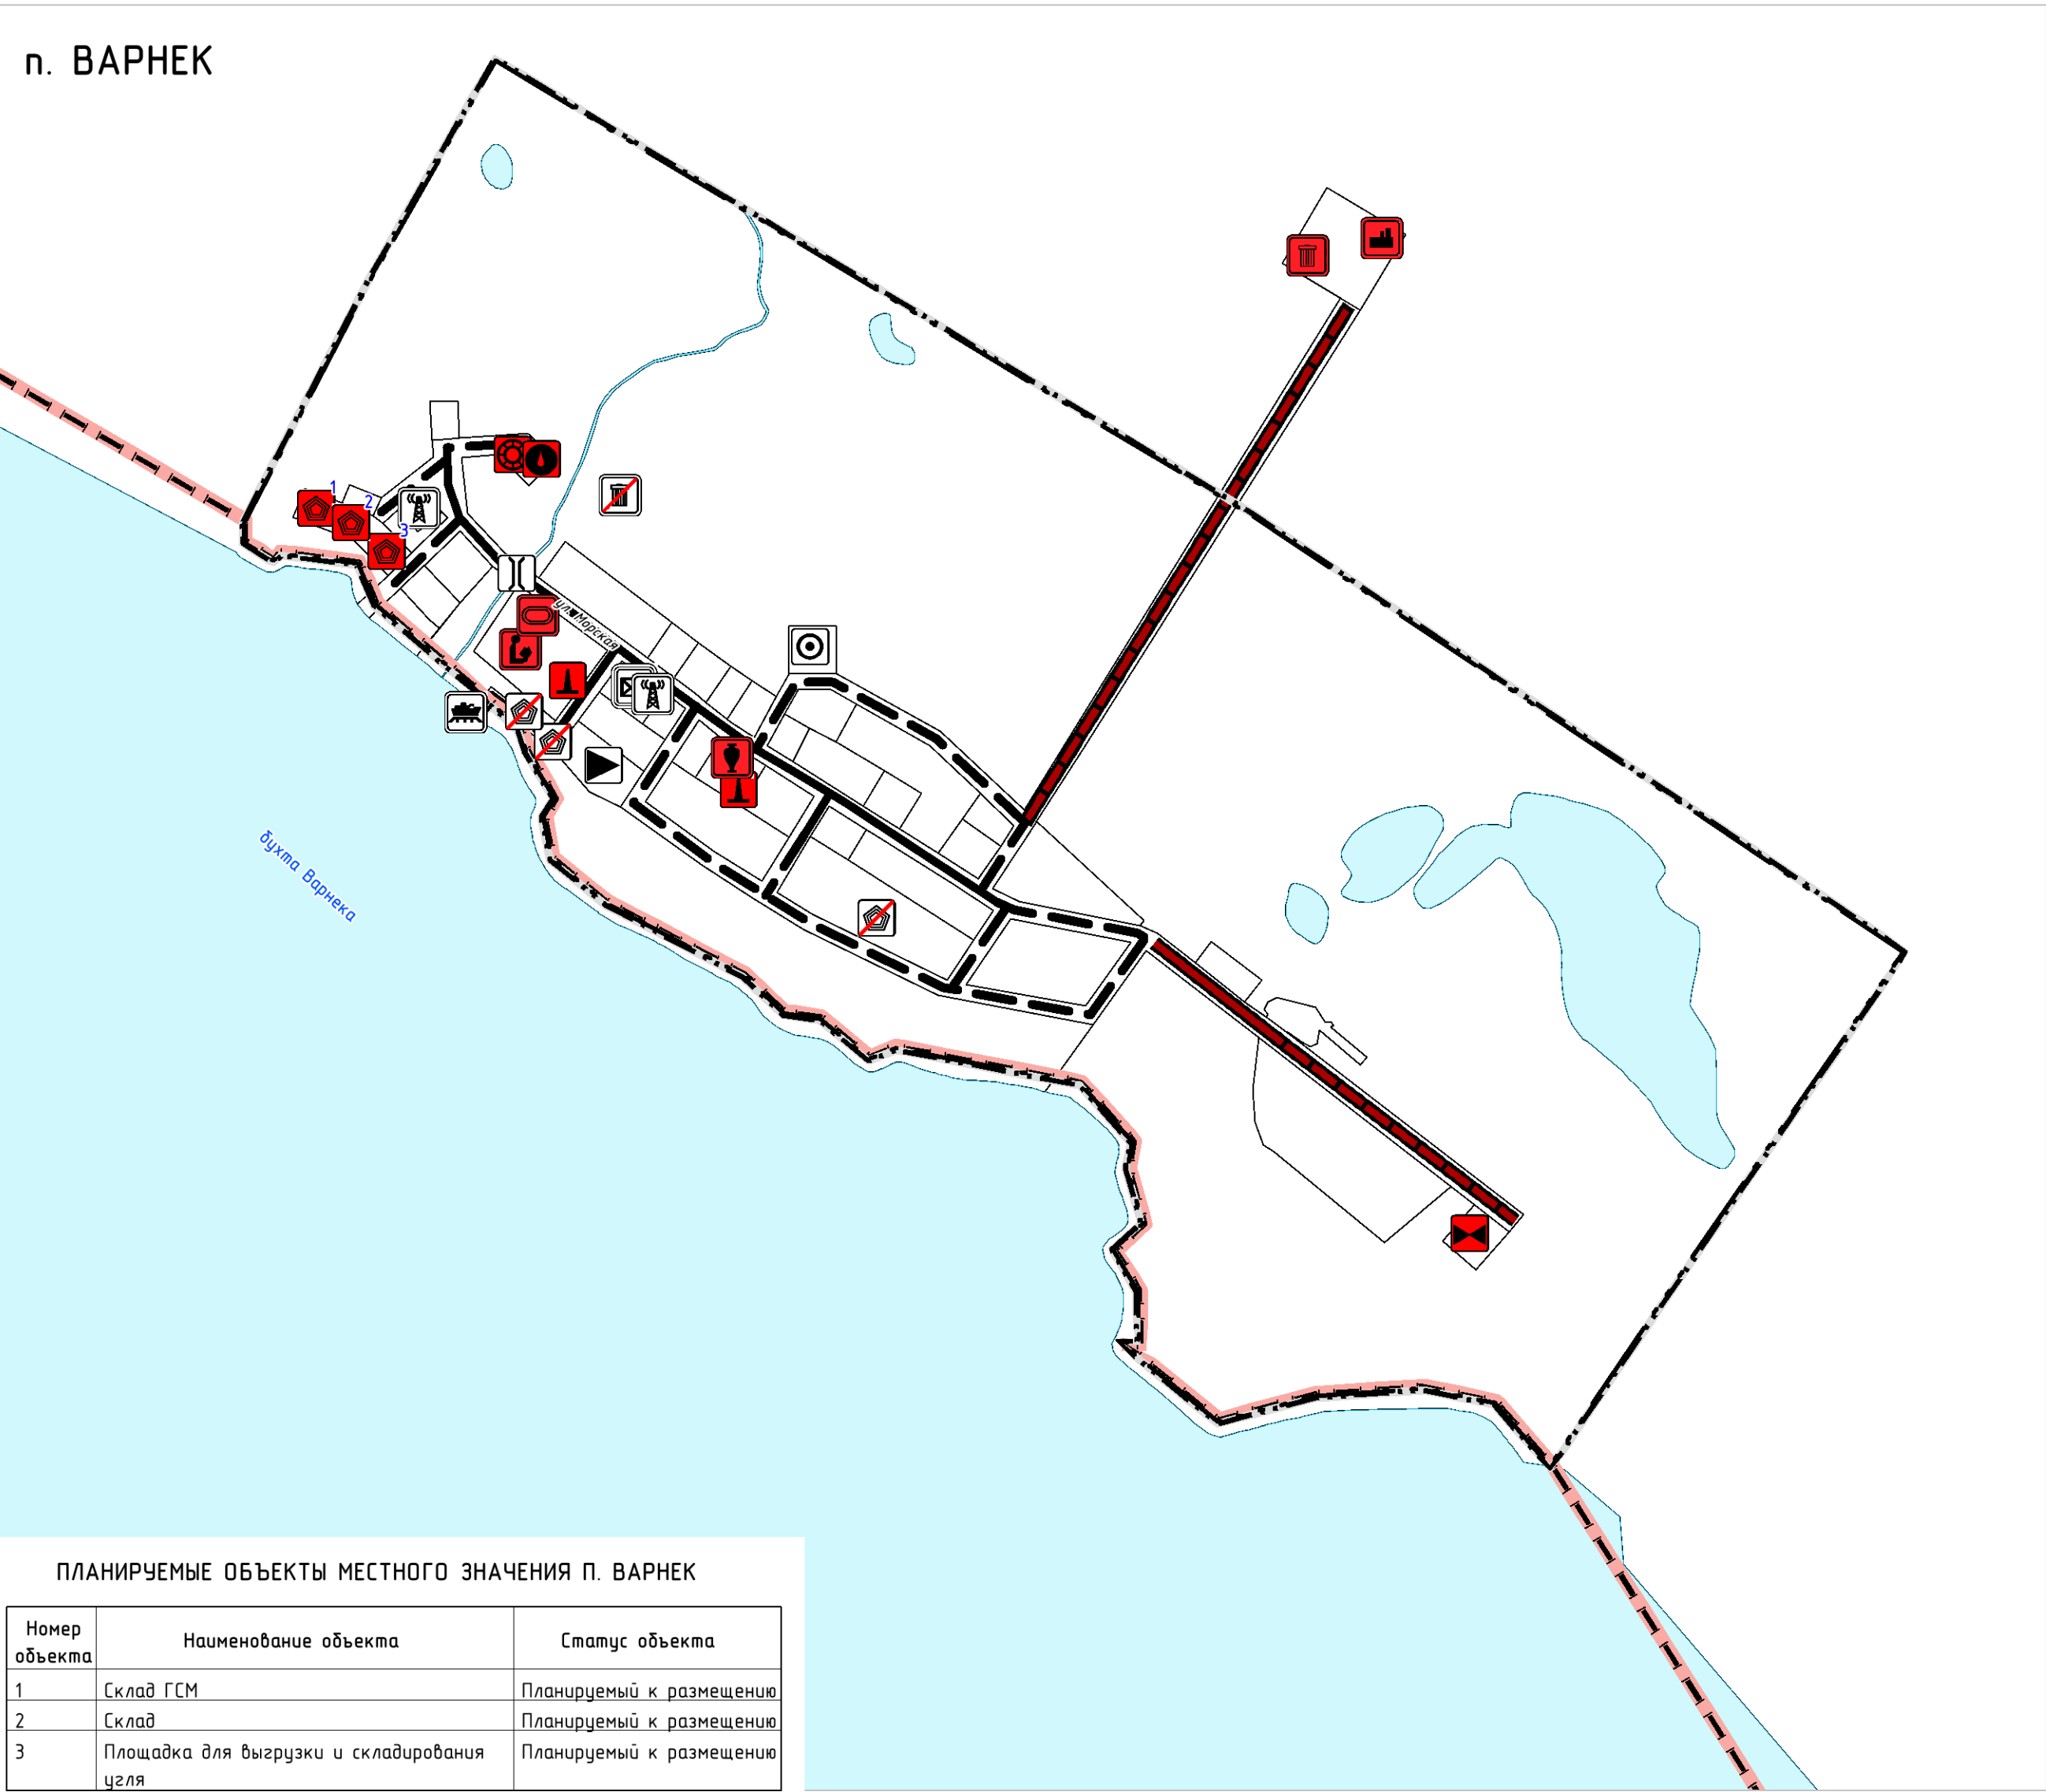 п. ВАРНЕК
1
2
3
ул. Морская
бухта Варнека
ПЛАНИРУЕМЫЕ ОБЪЕКТЫ МЕСТНОГО ЗНАЧЕНИЯ П. ВАРНЕК
Номер объекта
Наименование объекта
Статус объекта
1
Склад ГСМ
Планируемый к размещению
2
Склад
Планируемый к размещению
3
Площадка для выгрузки и складирования
угля
Планируемый к размещению